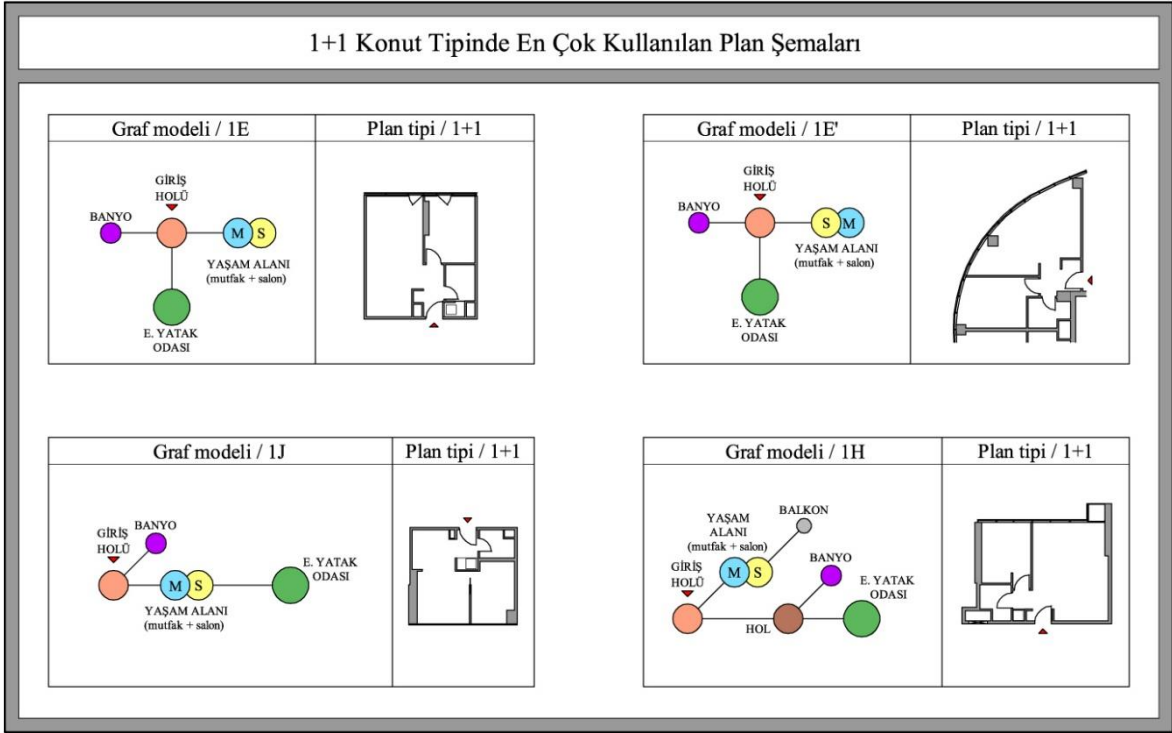 1+1 Konut Tipinde En Çok Kullanılan Plan Şemaları
Graf modeli / 1E
Plan tipi / 1+1
GİRİŞ
HOLÜ
BANYO
M S
YAŞAM ALANI
(mutfak + salon)
E. YATAK
ODASI
Graf modeli / 1E'
Plan tipi / 1+1
GİRİŞ
HOLÜ
BANYO
S M
YAŞAM ALANI
(mutfak + salon)
E. YATAK
ODASI
Graf modeli / 1J
Plan tipi / 1+1
GİRİŞ
HOLÜ
BANYO
M S
YAŞAM ALANI
(mutfak + salon)
E. YATAK
ODASI
Graf modeli / 1H
Plan tipi / 1+1
YAŞAM
ALANI
(mutfak + salon)
BALKON
GİRİŞ
HOLÜ
M S
BANYO
E. YATAK
ODASI
HOL